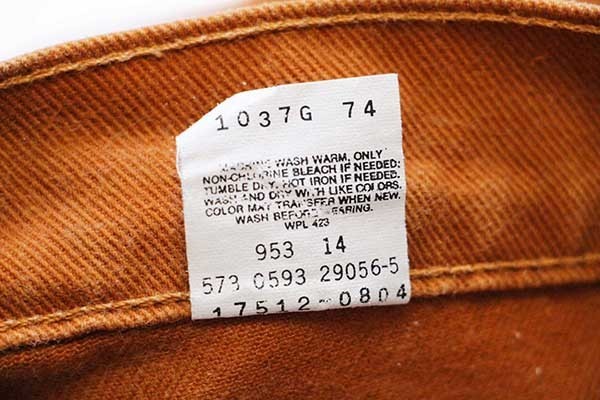 1037G 74
MACHINE WASH WARM, ONLY
NON-CHLORINE BLEACH IF NEEDED:
TUMBLE DRY. HOT IRON IF NEEDED.
WASH AND DRY WITH LIKE COLORS.
COLOR MAY TRANSFER WHEN NEW.
WASH BEFORE WEARING.
WPL 423
953 14
573 0593 29056-5
17512-0804